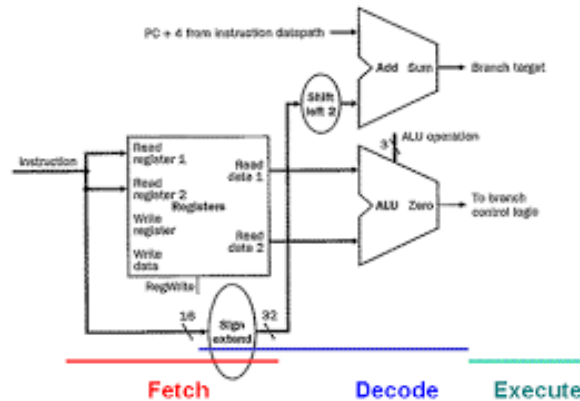 PC + 4 from instruction datapath
Add Sum
Branch target
Shift
left 2
3
ALU operation
Instruction
Read
register 1
Read
data 1
Read
register 2
Registers
ALU Zero
To branch
control logic
Write
register
Read
data 2
Write
data
RegWrite
16
Sign
extend
32
Fetch
Decode
Execute